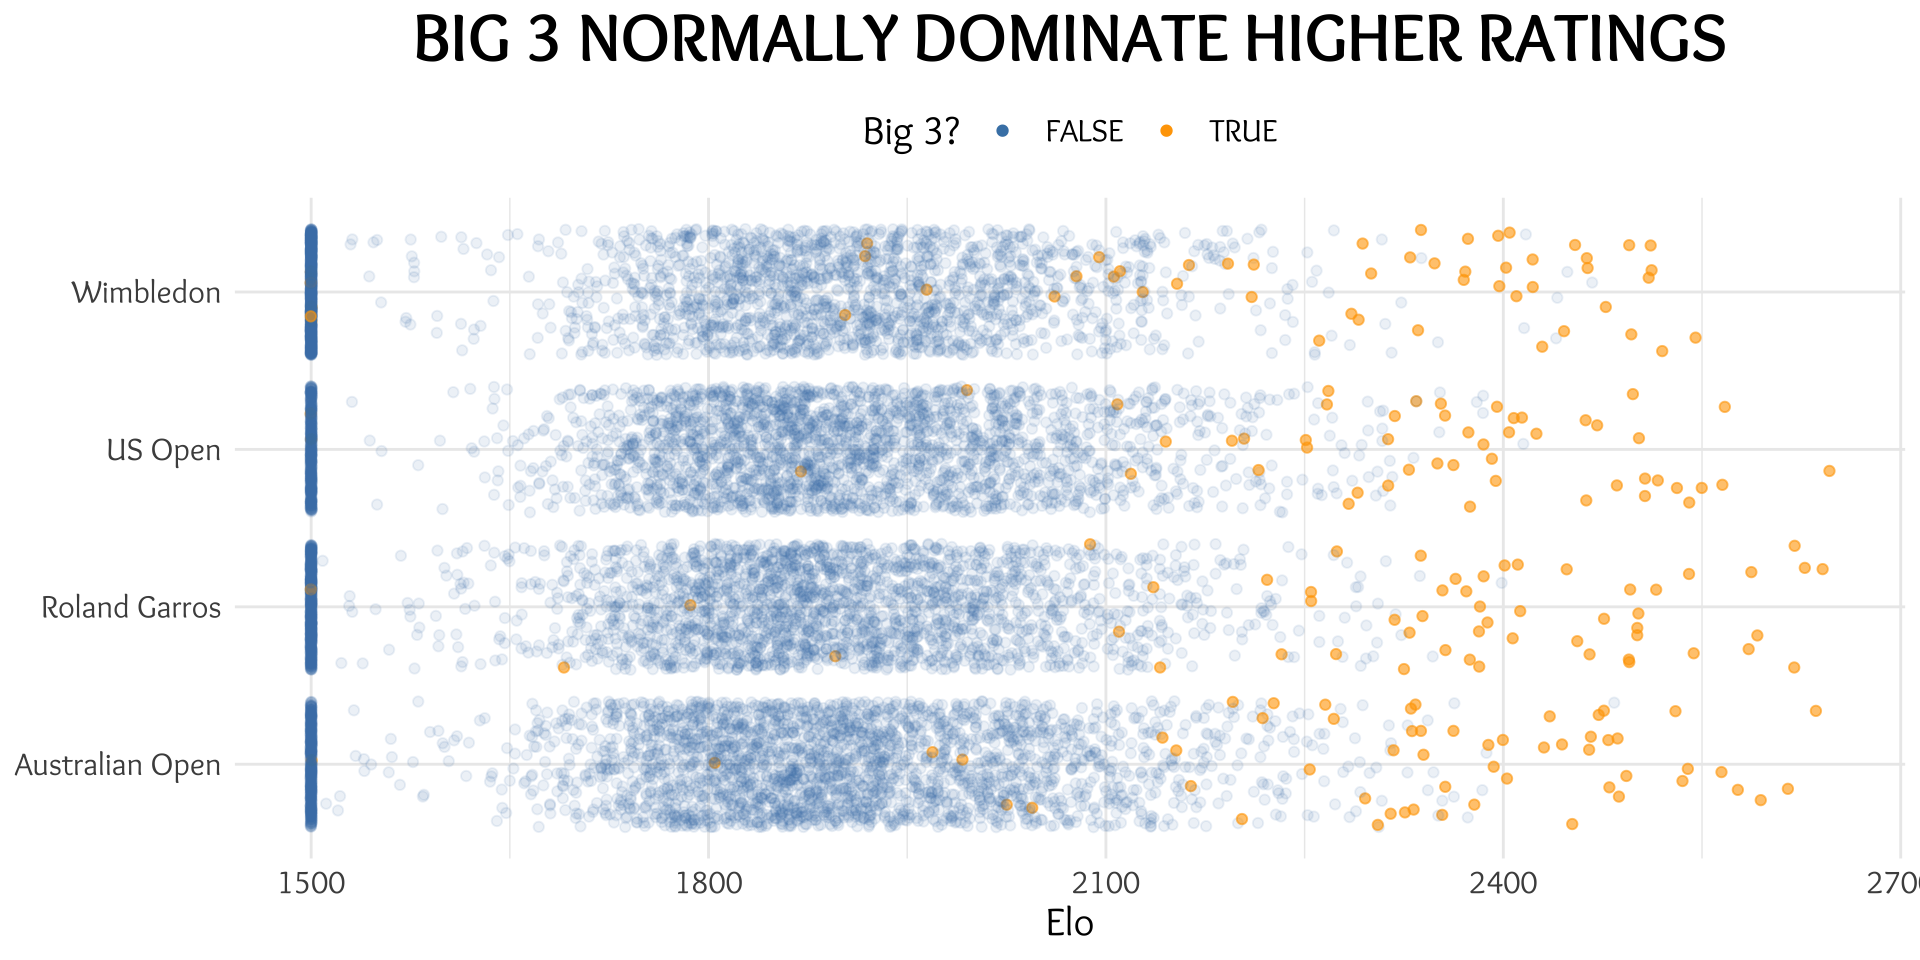 BIG 3 NORMALLY DOMINATE HIGHER RATINGS
Big 3? FALSE TRUE
Wimbledon
US Open
Roland Garros
Australian Open
1500 1800 2100 2400 270
Elo